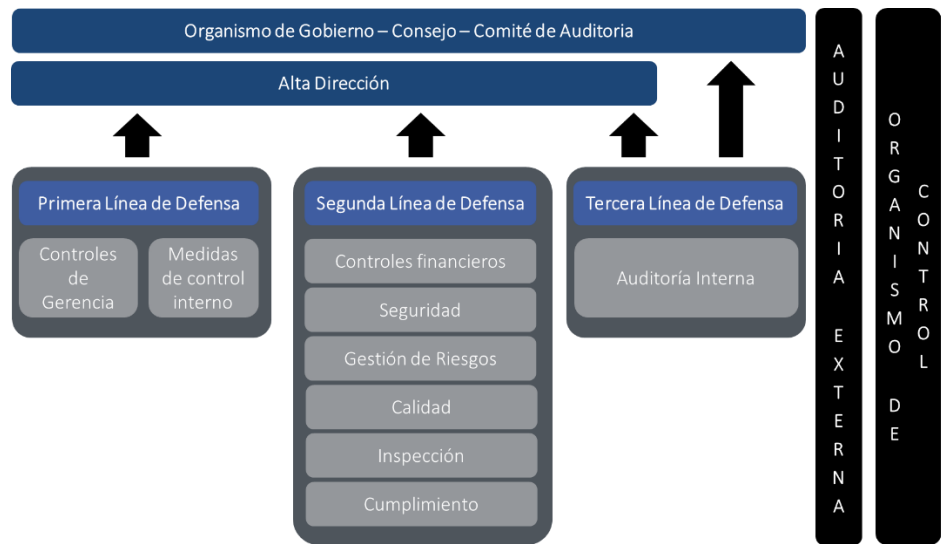 Organismo de Gobierno – Consejo – Comité de Auditoria
Alta Dirección
Primera Línea de Defensa
Controles
de
Gerencia
Medidas
de control
interno
Segunda Línea de Defensa
Controles financieros
Seguridad
Gestión de Riesgos
Calidad
Inspección
Cumplimiento
Tercera Línea de Defensa
Auditoría Interna
AUDITORIA EXTERNA
ORGANISMO DE
CONTROL